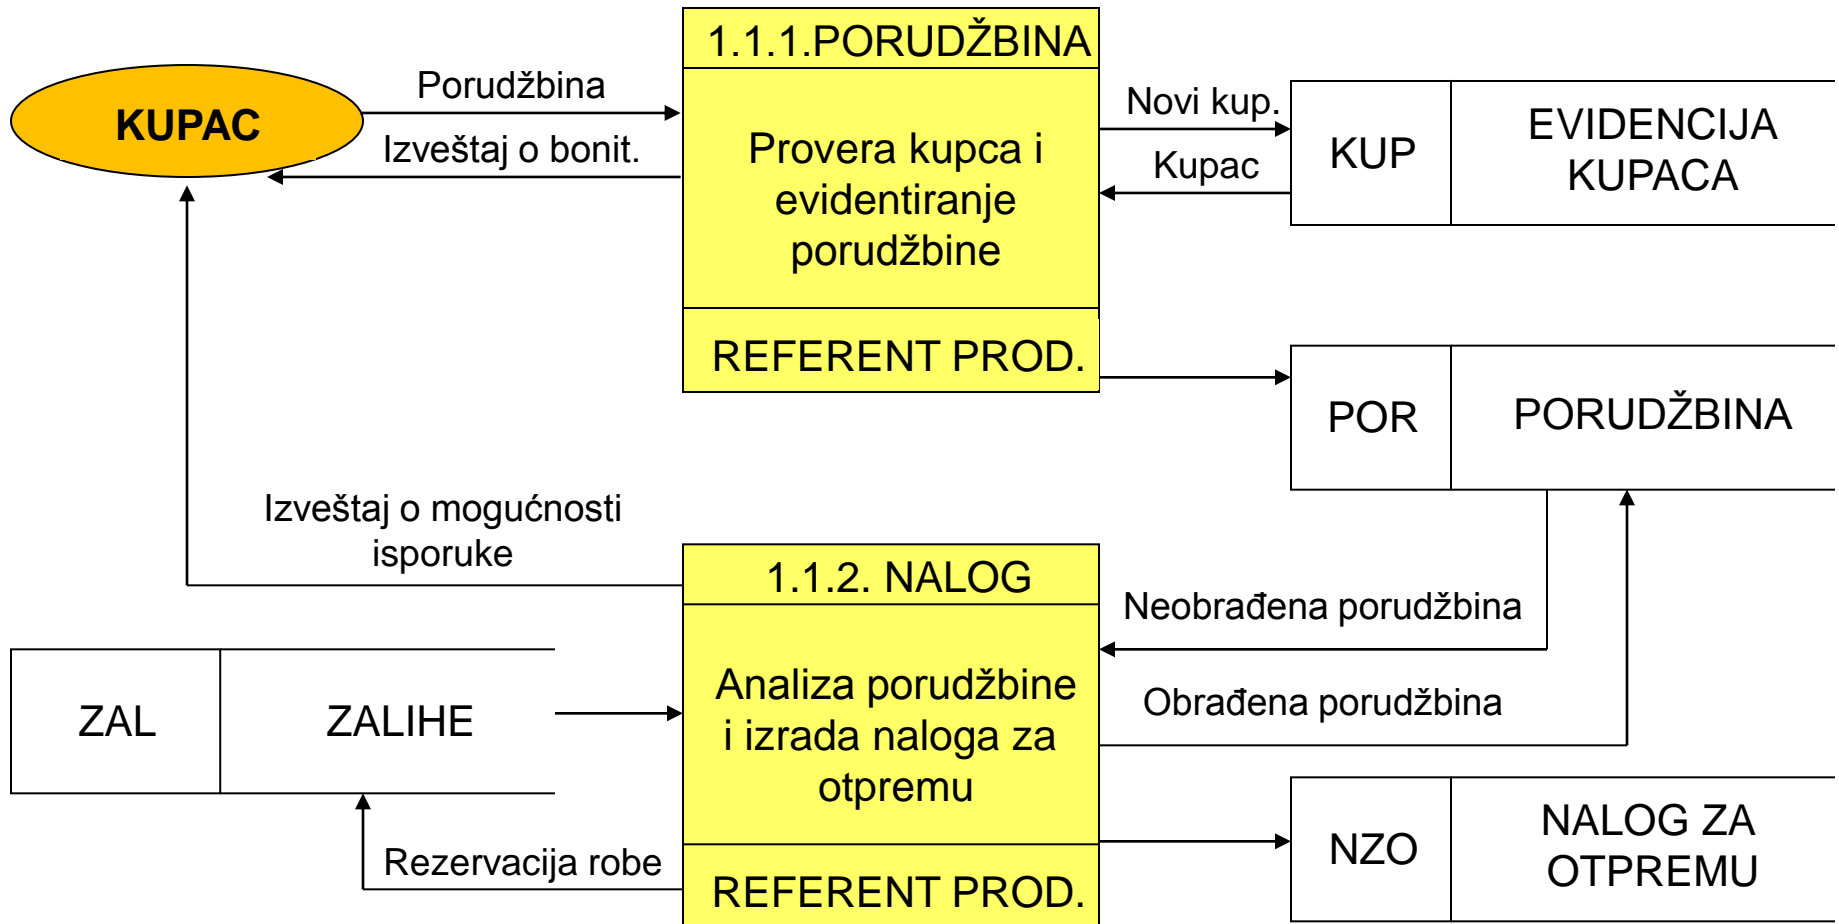 1.1.1.PORUDŽBINA
KUPAC
Porudžbina
Izveštaj o bonit.
Provera kupca i
evidentiranje
porudžbine
REFERENT PROD.
Novi kup.
Kupac
KUP
EVIDENCIJA
KUPACA
POR
PORUDŽBINA
Izveštaj o mogućnosti
isporuke
1.1.2. NALOG
Neobrađena porudžbina
Analiza porudžbine
i izrada naloga za
otpremu
Obrađena porudžbina
ZAL
ZALIHE
Rezervacija robe
REFERENT PROD.
NZO
NALOG ZA
OTPREMU